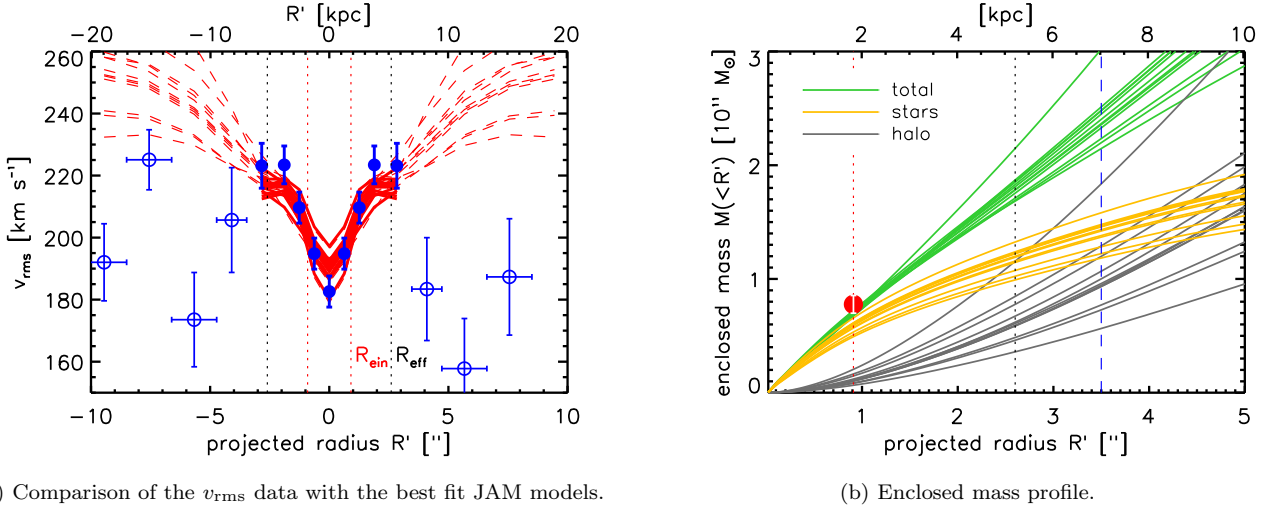 R' [kpc]
-20 -10 0 10 20
260
240
220
200
180
160
v_rms [km s⁻¹]
R_ein R_eff
-10 -5 0 5 10
projected radius R' ["]
) Comparison of the v_rms data with the best fit JAM models.
[kpc]
2 4 6 8 10
3
2
1
0
enclosed mass M(<R') [10¹¹ M_⊙]
total
stars
halo
1 2 3 4 5
projected radius R' ["]
(b) Enclosed mass profile.